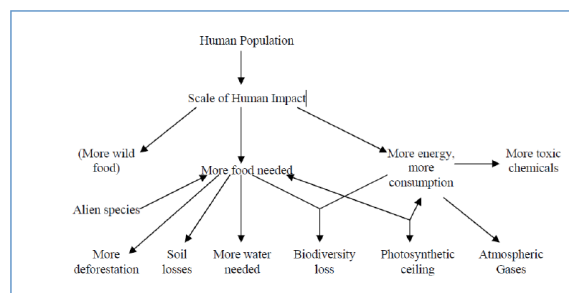 Human Population
Scale of Human Impact
(More wild
food)
More food needed
More energy,
more
consumption
More toxic
chemicals
Alien species
More
deforestation
Soil
losses
More water
needed
Biodiversity
loss
Photosynthetic
ceiling
Atmospheric
Gases